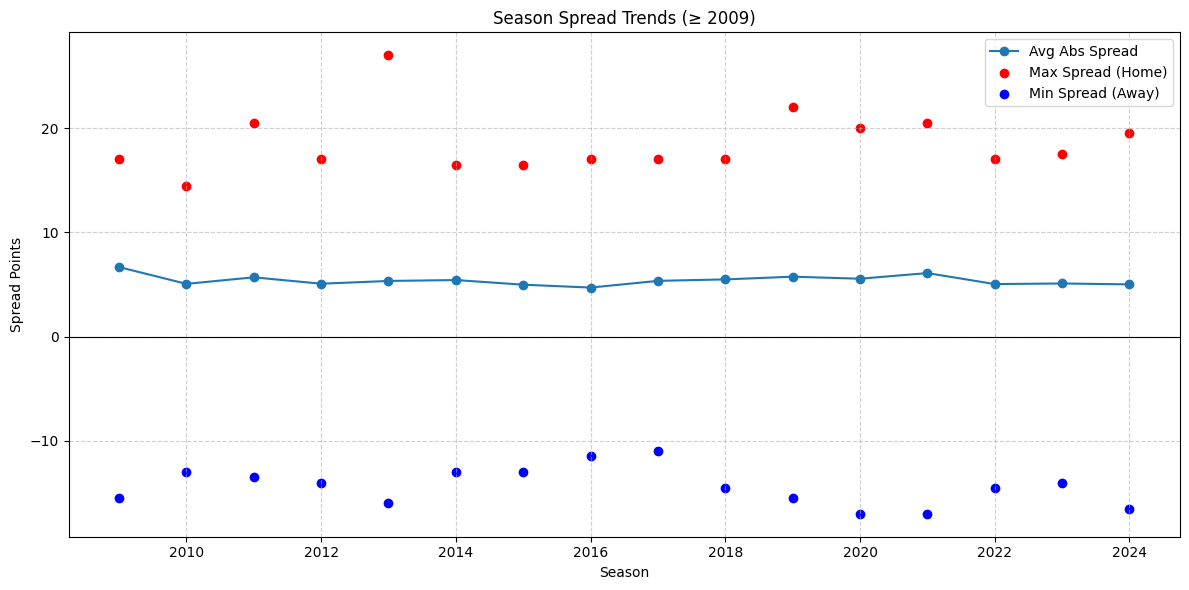 Season Spread Trends (≥ 2009)
Avg Abs Spread
Max Spread (Home)
Min Spread (Away)
Spread Points
20
10
0
−10
2010 2012 2014 2016 2018 2020 2022 2024
Season